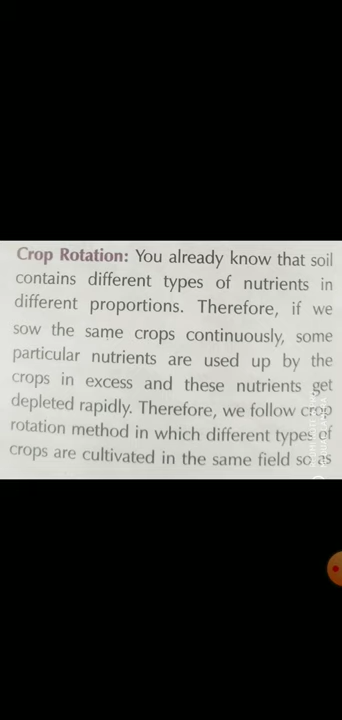 Crop Rotation: You already know that soil
contains different types of nutrients in
different proportions. Therefore, if we
sow the same crops continuously, some
particular nutrients are used up by the
crops in excess and these nutrients get
depleted rapidly. Therefore, we follow crop
rotation method in which different types of
crops are cultivated in the same field so as